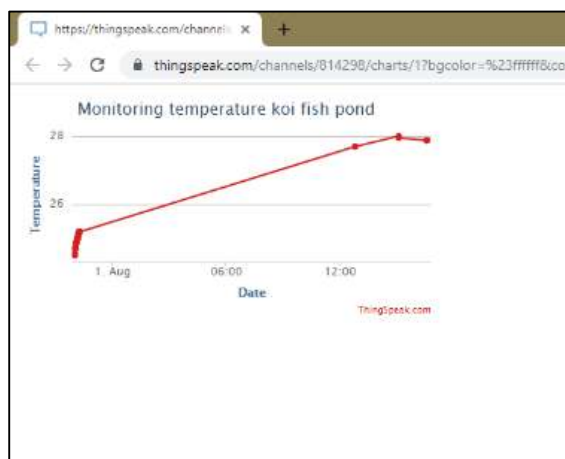 https://thingspeak.com/channels
thingspeak.com/channels/814298/charts/1?bgcolor=%23ffffff&co
Monitoring temperature koi fish pond
28
26
Temperature
1. Aug
06:00
12:00
Date
ThingSpeak.com